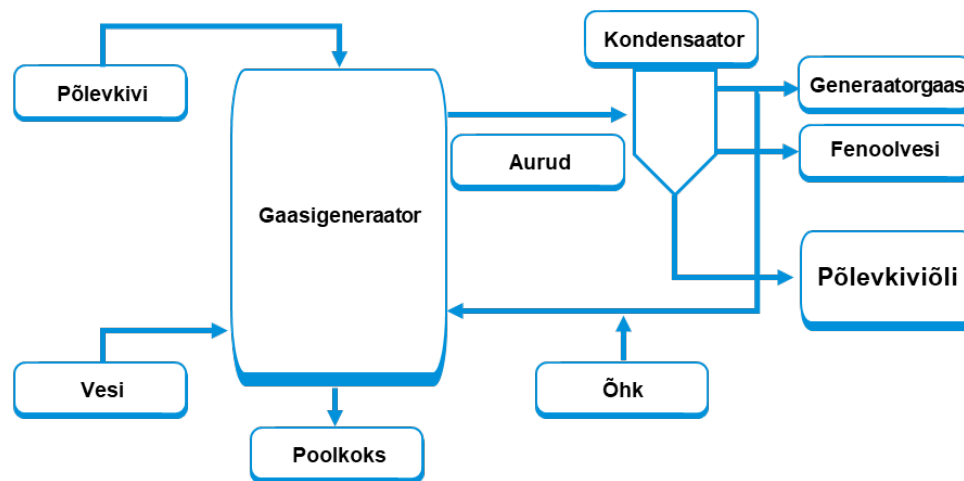 Kondensaator
Põlevkivi
Generaatorgaas
Aurud
Fenoolvesi
Gaasigeneraator
Põlevkiviõli
Vesi
Õhk
Poolkoks